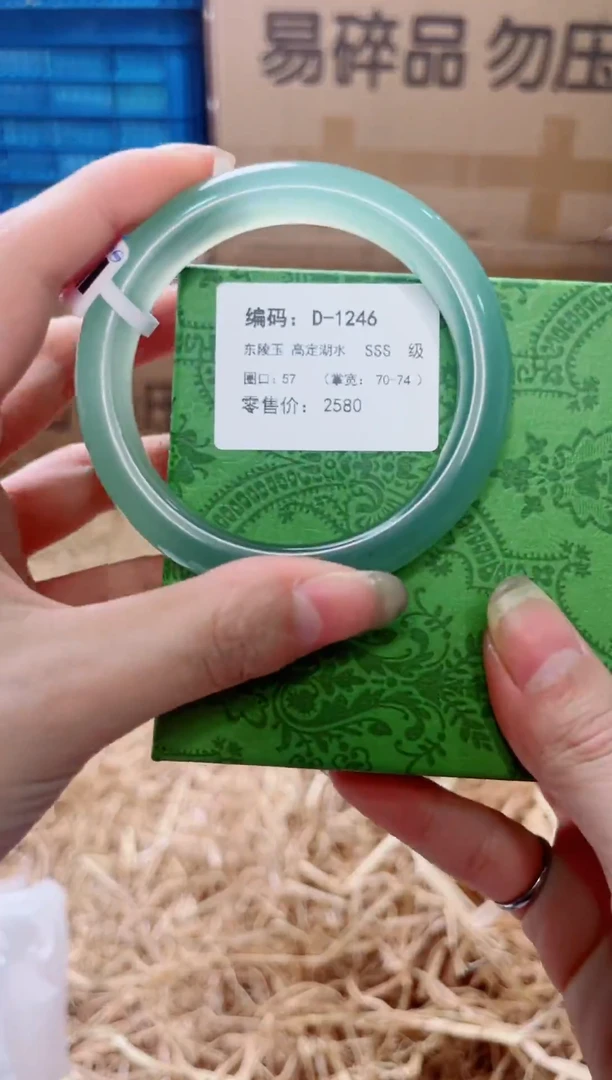 易碎品 勿压
编码：D-1246
东陵玉 高定湖水 SSS 级
圈口：57 （掌宽：70-74）
零售价：2580